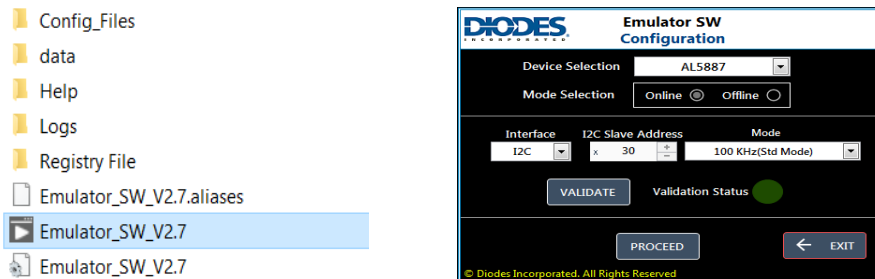 Config_Files
data
Help
Logs
Registry File
Emulator_SW_V2.7.aliases
Emulator_SW_V2.7
Emulator_SW_V2.7
DIODES
INCORPORATED
Emulator SW
Configuration
Device Selection AL5887
Mode Selection Online Offline
Interface I2C Slave Address Mode
I2C x 30 100 KHz(Std Mode)
VALIDATE Validation Status
PROCEED ← EXIT
© Diodes Incorporated. All Rights Reserved